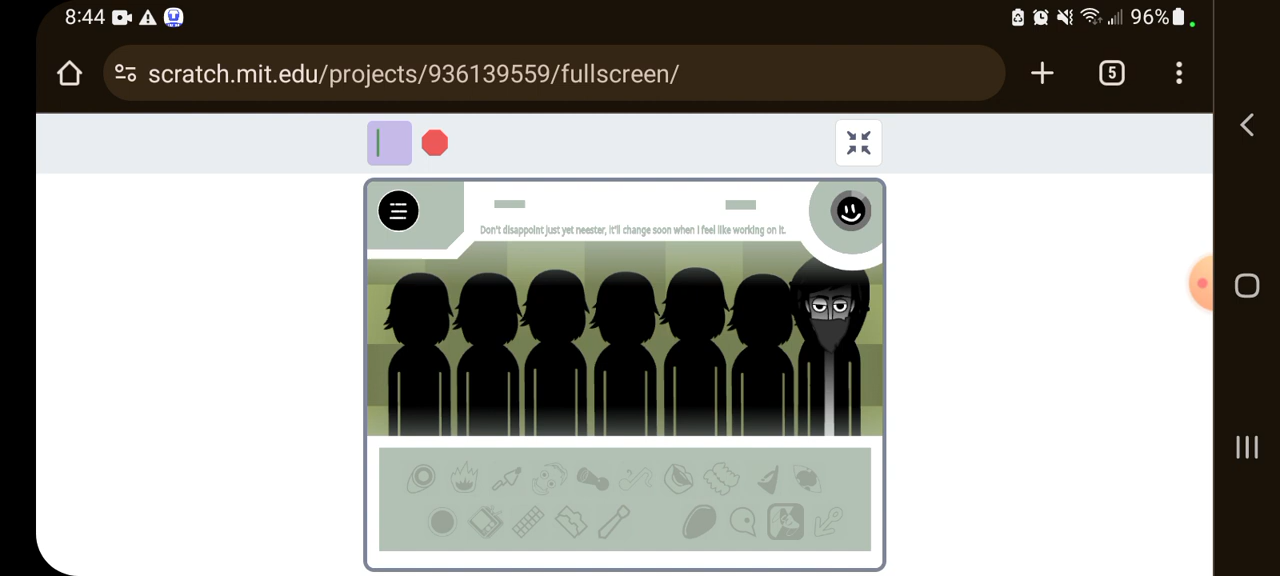 8:44
96%
scratch.mit.edu/projects/936139559/fullscreen/
5
Don't disappoint just yet neester, it'll change soon when i feel like working on it.